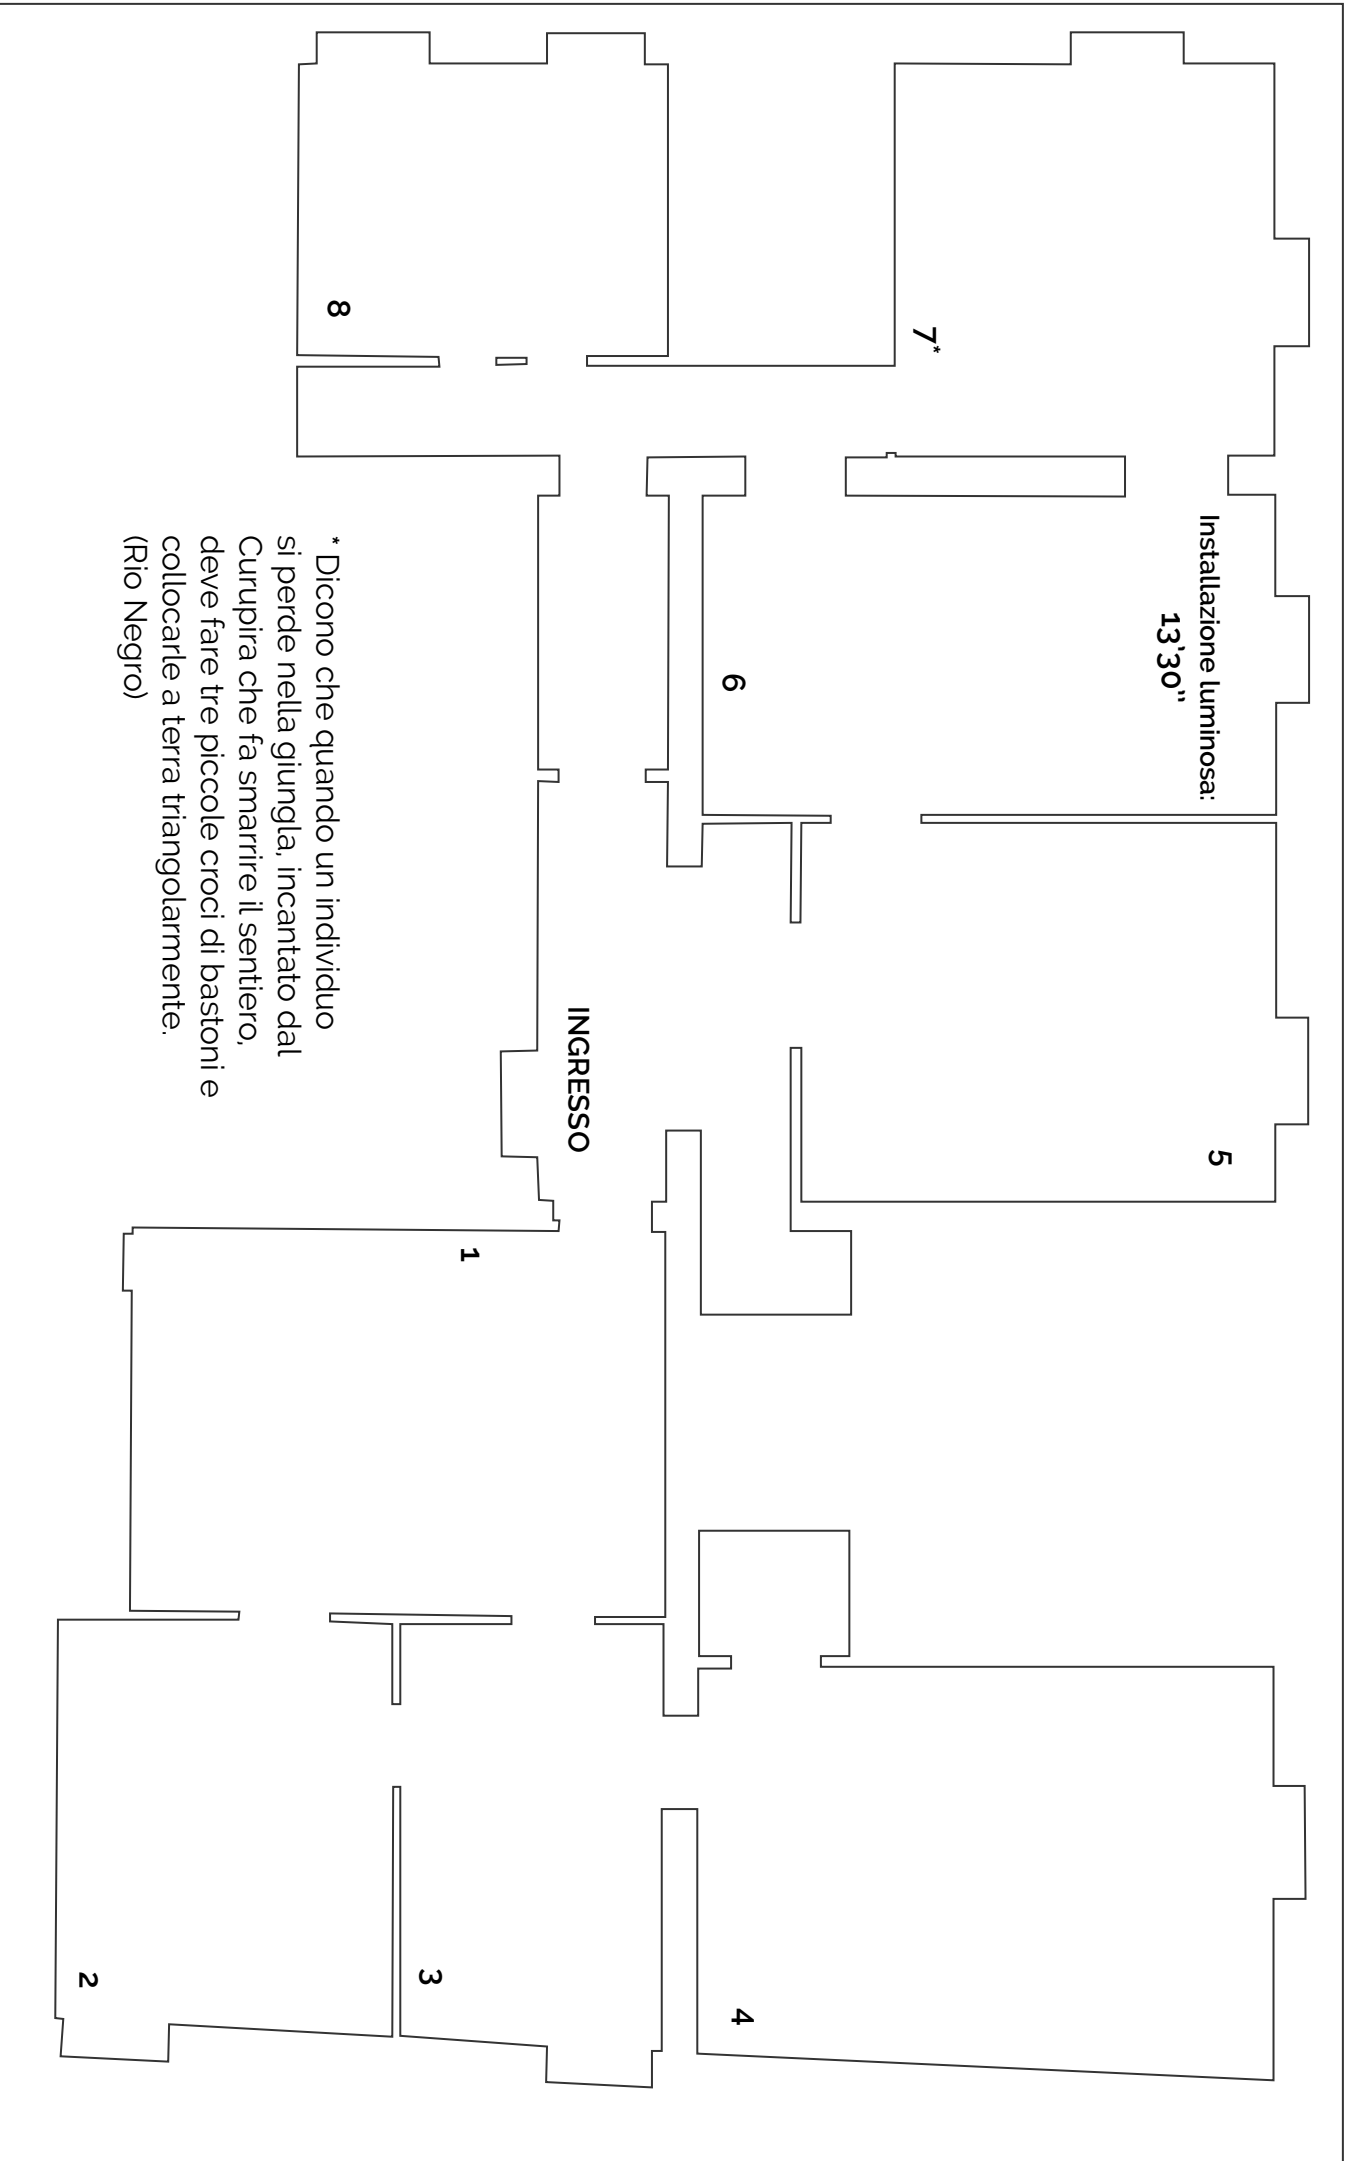 Installazione luminosa:
13'30"
7*
8
6
5
INGRESSO
1
4
3
2
* Dicono che quando un individuo
si perde nella giungla, incantato dal
Curupira che fa smarrire il sentiero,
deve fare tre piccole croci di bastoni e
collocarle a terra triangolarmente.
(Rio Negro)